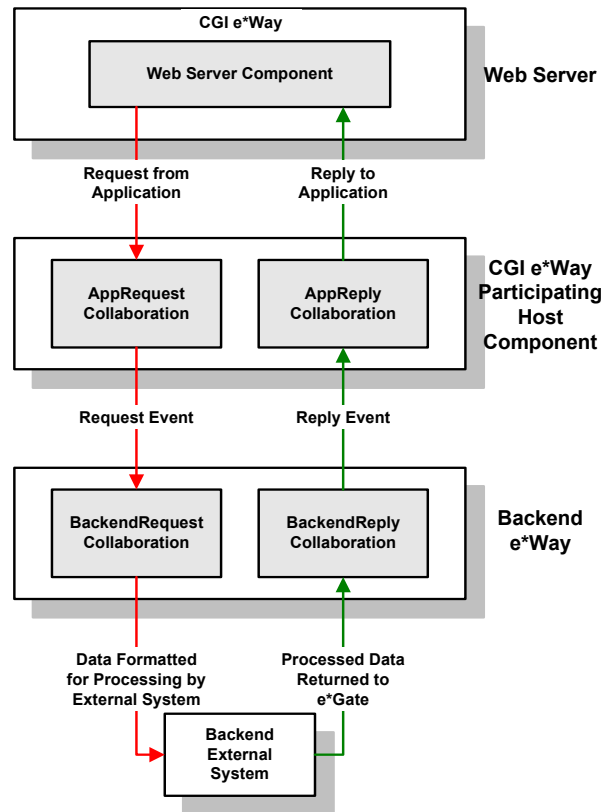 CGI e*Way
Web Server Component
Web Server
Request from
Application
Reply to
Application
AppRequest
Collaboration
AppReply
Collaboration
CGI e*Way
Participating
Host
Component
Request Event
Reply Event
BackendRequest
Collaboration
BackendReply
Collaboration
Backend
e*Way
Data Formatted
for Processing by
External System
Processed Data
Returned to
e*Gate
Backend
External
System